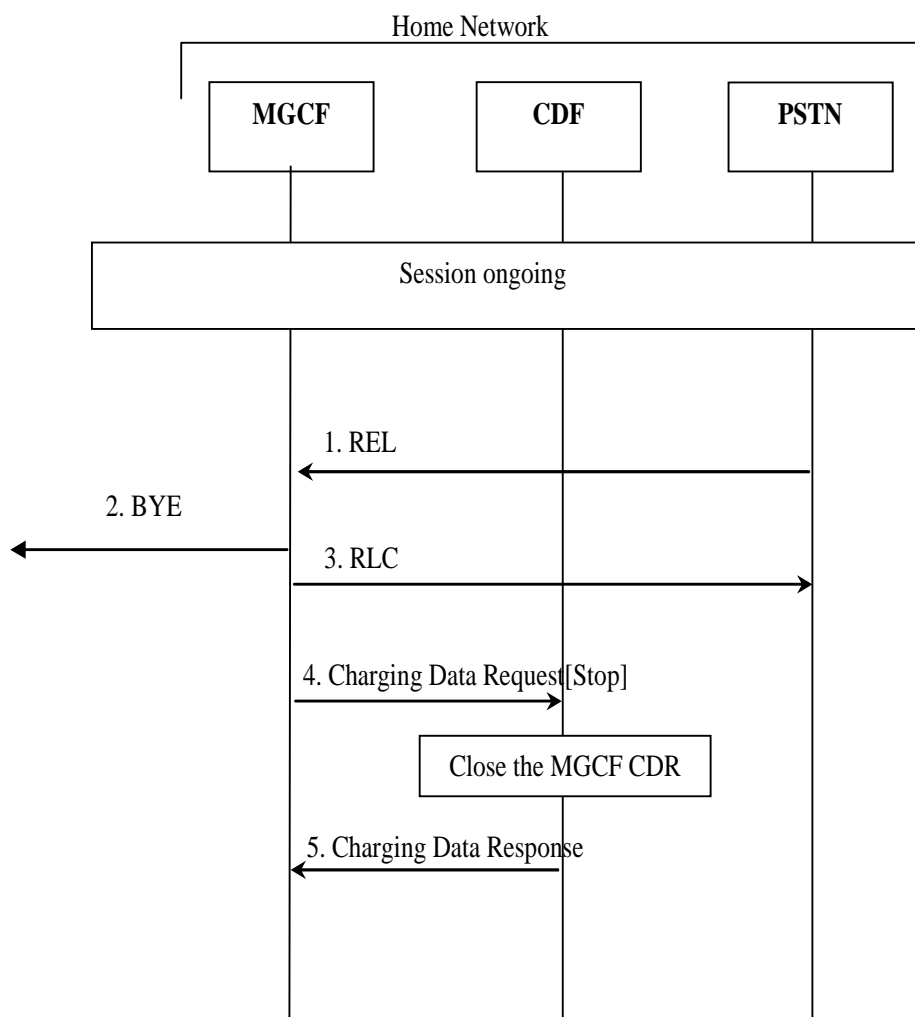 Home Network
MGCF
CDF
PSTN
Session ongoing
1. REL
2. BYE
3. RLC
4. Charging Data Request[Stop]
Close the MGCF CDR
5. Charging Data Response